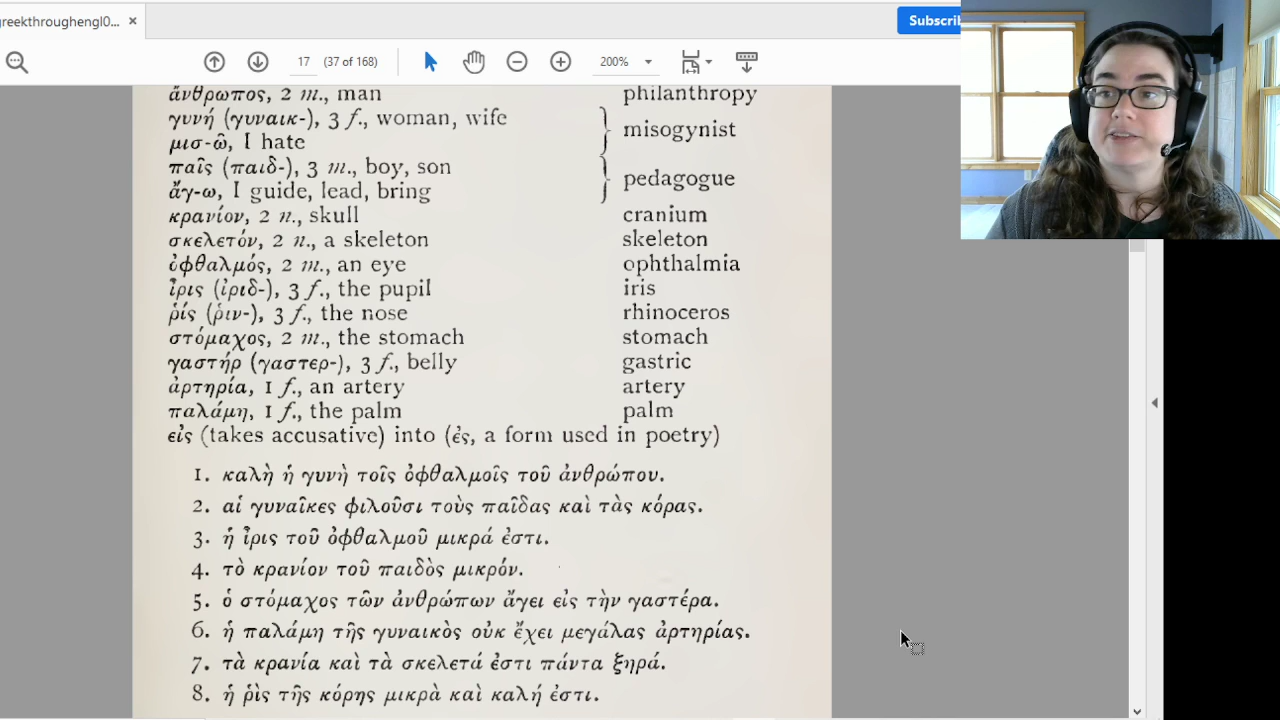 reekthroughengl0... ×
Subscrib
17 (37 of 168) 200%
ἄνθρωπος, 2 m., man philanthropy
γυνή (γυναικ-), 3 f., woman, wife
μισ-ῶ, I hate misogynist
παῖς (παιδ-), 3 m., boy, son
ἄγ-ω, I guide, lead, bring pedagogue
κρανίον, 2 n., skull cranium
σκελετόν, 2 n., a skeleton skeleton
ὀφθαλμός, 2 m., an eye ophthalmia
ἶρις (ἰριδ-), 3 f., the pupil iris
ῥίς (ῥιν-), 3 f., the nose rhinoceros
στόμαχος, 2 m., the stomach stomach
γαστήρ (γαστερ-), 3 f., belly gastric
ἀρτηρία, 1 f., an artery artery
παλάμη, 1 f., the palm palm
εἰς (takes accusative) into (ἐς, a form used in poetry)
1. καλὴ ἡ γυνὴ τοῖς ὀφθαλμοῖς τοῦ ἀνθρώπου.
2. αἱ γυναῖκες φιλοῦσι τοὺς παῖδας καὶ τὰς κόρας.
3. ἡ ἶρις τοῦ ὀφθαλμοῦ μικρά ἐστι.
4. τὸ κρανίον τοῦ παιδὸς μικρόν.
5. ὁ στόμαχος τῶν ἀνθρώπων ἄγει εἰς τὴν γαστέρα.
6. ἡ παλάμη τῆς γυναικὸς οὐκ ἔχει μεγάλας ἀρτηρίας.
7. τὰ κρανία καὶ τὰ σκελετά ἐστι πάντα ξηρά.
8. ἡ ῥὶς τῆς κόρης μικρὰ καὶ καλή ἐστι.